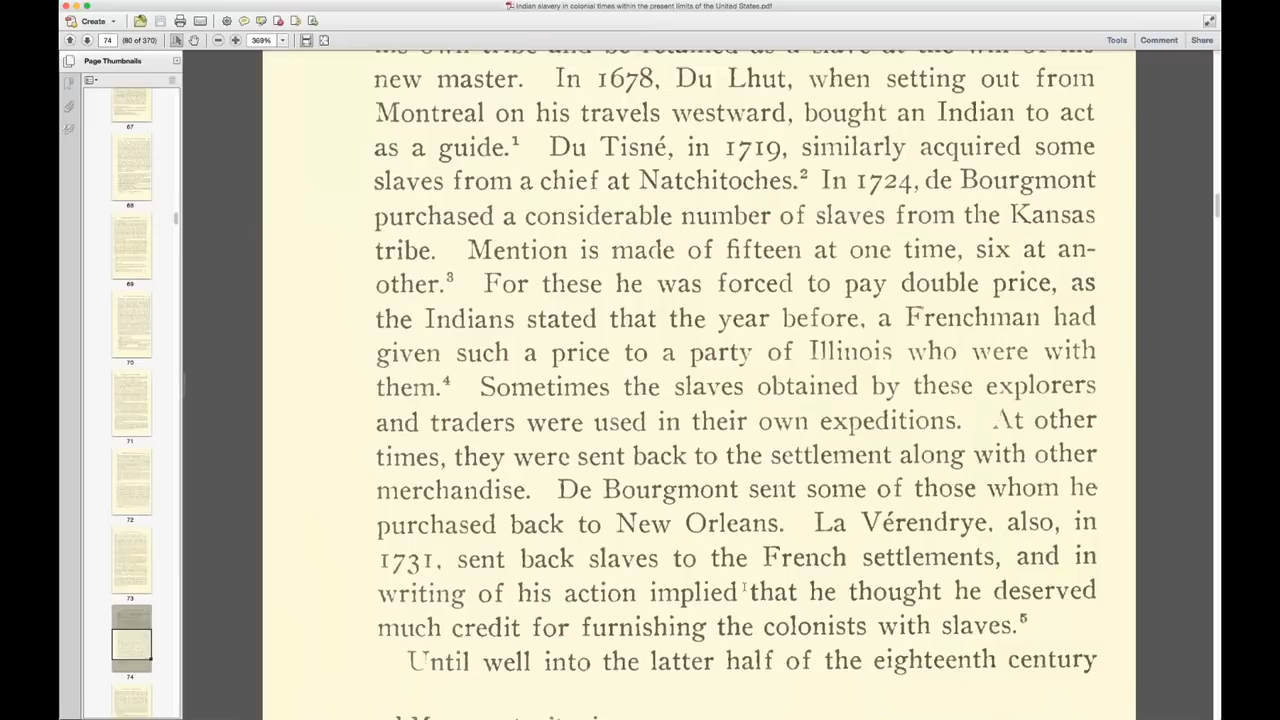 Indian slavery in colonial times within the present limits of the United States.pdf
Create
74 (80 of 370) 369% Tools Comment Share
Page Thumbnails
67
68
69
70
71
72
73
74
new master. In 1678, Du Lhut, when setting out from
Montreal on his travels westward, bought an Indian to act
as a guide.¹ Du Tisné, in 1719, similarly acquired some
slaves from a chief at Natchitoches.² In 1724, de Bourgmont
purchased a considerable number of slaves from the Kansas
tribe. Mention is made of fifteen at one time, six at an-
other.³ For these he was forced to pay double price, as
the Indians stated that the year before, a Frenchman had
given such a price to a party of Illinois who were with
them.⁴ Sometimes the slaves obtained by these explorers
and traders were used in their own expeditions. At other
times, they were sent back to the settlement along with other
merchandise. De Bourgmont sent some of those whom he
purchased back to New Orleans. La Vérendrye, also, in
1731, sent back slaves to the French settlements, and in
writing of his action implied that he thought he deserved
much credit for furnishing the colonists with slaves.⁵
Until well into the latter half of the eighteenth century